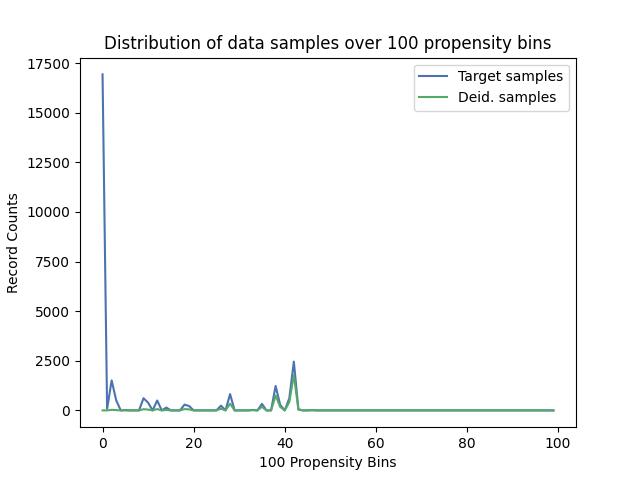 Distribution of data samples over 100 propensity bins
Target samples
Deid. samples
17500
15000
12500
10000
7500
5000
2500
0
Record Counts
0 20 40 60 80 100
100 Propensity Bins